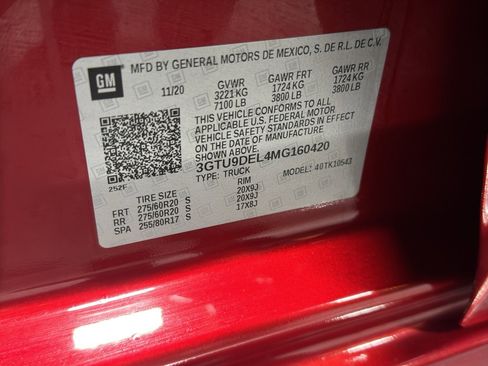 GM
MFD BY GENERAL MOTORS DE MEXICO, S. DE R.L. DE C.V.
11/20 GVWR GAWR FRT GAWR RR
3221 KG 1724 KG 1724 KG
7100 LB 3800 LB 3800 LB
THIS VEHICLE CONFORMS TO ALL
APPLICABLE U.S. FEDERAL MOTOR
VEHICLE SAFETY STANDARDS IN EFFECT
ON THE DATE OF MANUFACTURE SHOWN ABOVE
3GTU9DEL4MG160420
252F
TYPE: TRUCK MODEL: 40TK10543
TIRE SIZE RIM
FRT 275/60R20 S 20X9J
RR 275/60R20 S 20X9J
SPA 255/80R17 S 17X8J